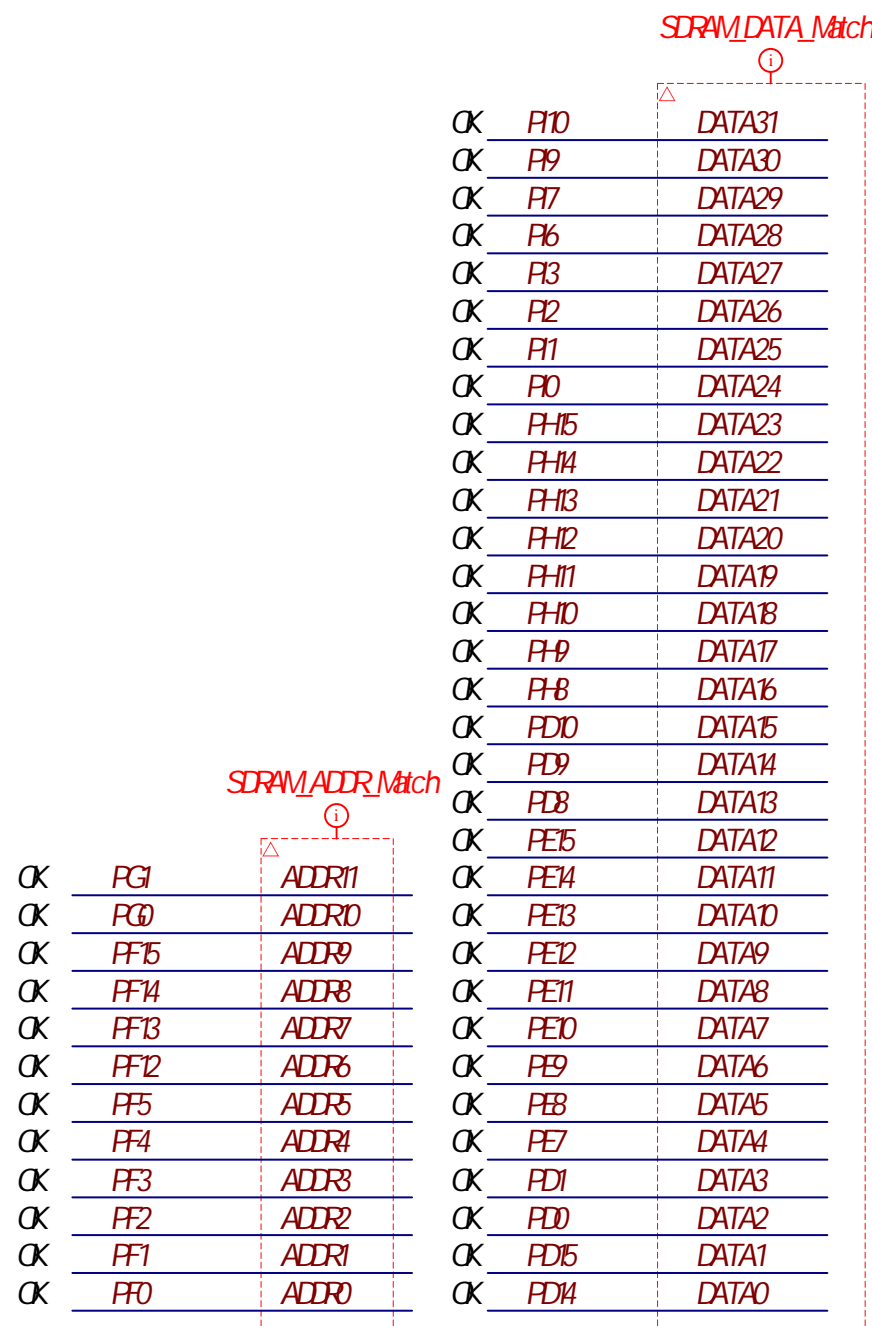 SDRAM_DATA_Match
i
OK PI10 DATA31
OK PI9 DATA30
OK PI7 DATA29
OK PI6 DATA28
OK PI3 DATA27
OK PI2 DATA26
OK PI1 DATA25
OK PI0 DATA24
OK PH15 DATA23
OK PH14 DATA22
OK PH13 DATA21
OK PH12 DATA20
OK PH11 DATA19
OK PH10 DATA18
OK PH9 DATA17
OK PH8 DATA16
OK PD10 DATA15
OK PD9 DATA14
OK PD8 DATA13
OK PE15 DATA12
OK PE14 DATA11
OK PE13 DATA10
OK PE12 DATA9
OK PE11 DATA8
OK PE10 DATA7
OK PE9 DATA6
OK PE8 DATA5
OK PE7 DATA4
OK PD1 DATA3
OK PD0 DATA2
OK PD15 DATA1
OK PD14 DATA0
SDRAM_ADDR_Match
i
OK PG1 ADDR11
OK PG0 ADDR10
OK PF15 ADDR9
OK PF14 ADDR8
OK PF13 ADDR7
OK PF12 ADDR6
OK PF5 ADDR5
OK PF4 ADDR4
OK PF3 ADDR3
OK PF2 ADDR2
OK PF1 ADDR1
OK PF0 ADDR0